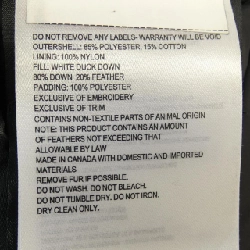 DO NOT REMOVE ANY LABELS- WARRANTY WILL BE VOID
OUTERSHELL: 85% POLYESTER, 15% COTTON
LINING: 100% NYLON
FILL: WHITE DUCK DOWN
80% DOWN 20% FEATHER
PADDING: 100% POLYESTER
EXCLUSIVE OF EMBROIDERY
EXCLUSIVE OF TRIM
CONTAINS NON-TEXTILE PARTS OF ANIMAL ORIGIN
NOTE: THIS PRODUCT CONTAINS AN AMOUNT
OF FEATHERS NOT EXCEEDING THAT
ALLOWABLE BY LAW
MADE IN CANADA WITH DOMESTIC AND IMPORTED
MATERIALS
REMOVE FUR IF POSSIBLE.
DO NOT WASH. DO NOT BLEACH.
DO NOT TUMBLE DRY. DO NOT IRON.
DRY CLEAN ONLY.